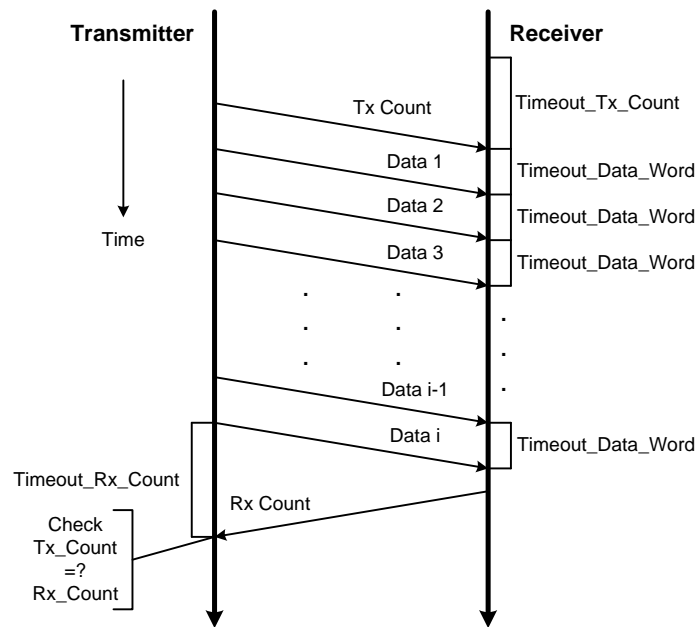 Transmitter
Receiver
Tx Count
Timeout_Tx_Count
Data 1
Timeout_Data_Word
Data 2
Timeout_Data_Word
Time
Data 3
Timeout_Data_Word
Data i-1
Data i
Timeout_Data_Word
Timeout_Rx_Count
Rx Count
Check
Tx_Count
=?
Rx_Count